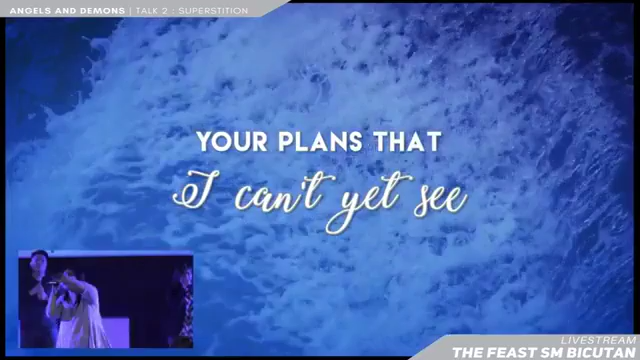 ANGELS AND DEMONS | TALK 2 : SUPERSTITION
YOUR PLANS THAT
I can't yet see
LIVESTREAM
THE FEAST SM BICUTAN